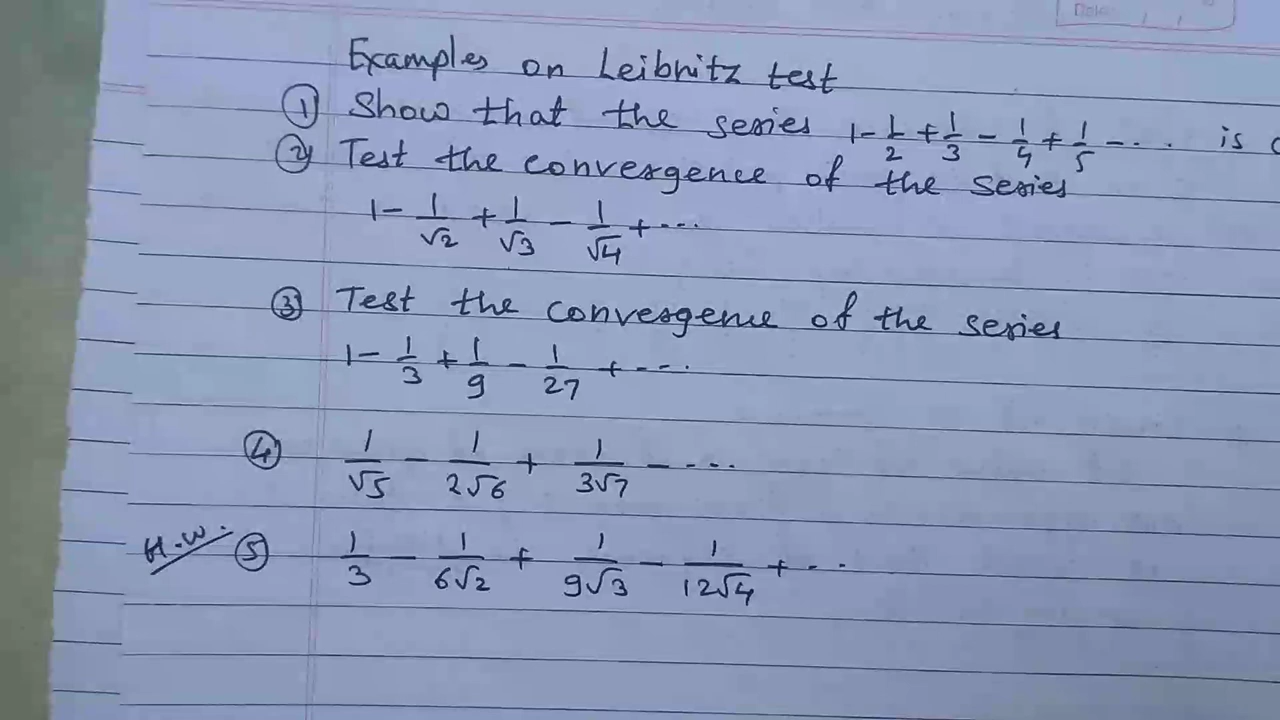 Date / /
Examples on Leibnitz test
① Show that the series 1 - 1/2 + 1/3 - 1/4 + 1/5 - ... is
② Test the convergence of the series
1 - 1/√2 + 1/√3 - 1/√4 + ...
③ Test the convergence of the series
1 - 1/3 + 1/9 - 1/27 + ...
④ 1/√5 - 1/2√6 + 1/3√7 - ...
H.W. ⑤ 1/3 - 1/6√2 + 1/9√3 - 1/12√4 + ...